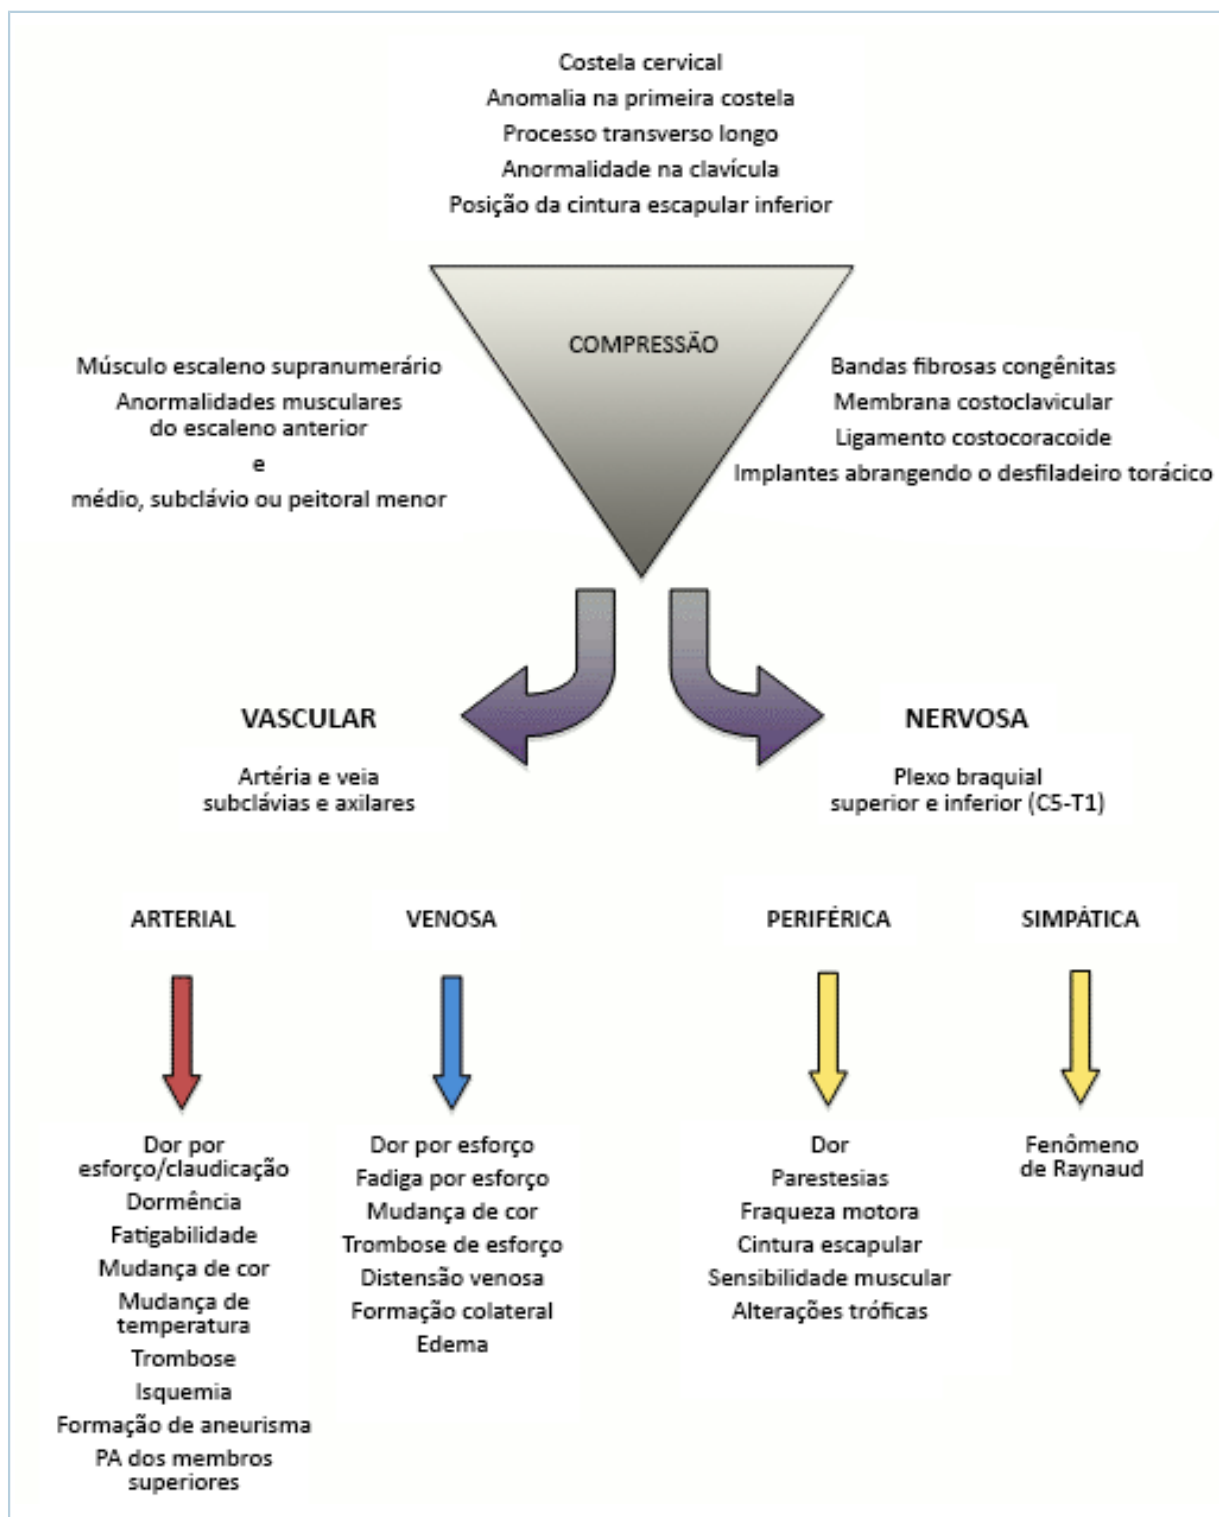 Costela cervical
Anomalia na primeira costela
Processo transverso longo
Anormalidade na clavícula
Posição da cintura escapular inferior
COMPRESSÃO
Músculo escaleno supranumerário
Anormalidades musculares
do escaleno anterior
e
médio, subclávio ou peitoral menor
Bandas fibrosas congênitas
Membrana costoclavicular
Ligamento costocoracoide
Implantes abrangendo o desfiladeiro torácico
VASCULAR
Artéria e veia
subclávias e axilares
NERVOSA
Plexo braquial
superior e inferior (C5-T1)
ARTERIAL
Dor por
esforço/claudicação
Dormência
Fatigabilidade
Mudança de cor
Mudança de
temperatura
Trombose
Isquemia
Formação de aneurisma
PA dos membros
superiores
VENOSA
Dor por esforço
Fadiga por esforço
Mudança de cor
Trombose de esforço
Distensão venosa
Formação colateral
Edema
PERIFÉRICA
Dor
Parestesias
Fraqueza motora
Cintura escapular
Sensibilidade muscular
Alterações tróficas
SIMPÁTICA
Fenômeno
de Raynaud